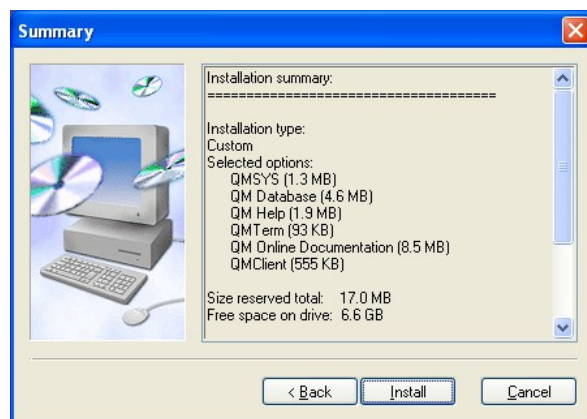 Summary
Installation summary:
=====================================
Installation type:
Custom
Selected options:
QMSYS (1.3 MB)
QM Database (4.6 MB)
QM Help (1.9 MB)
QMTerm (93 KB)
QM Online Documentation (8.5 MB)
QMClient (555 KB)
Size reserved total: 17.0 MB
Free space on drive: 6.6 GB
< Back
Install
Cancel